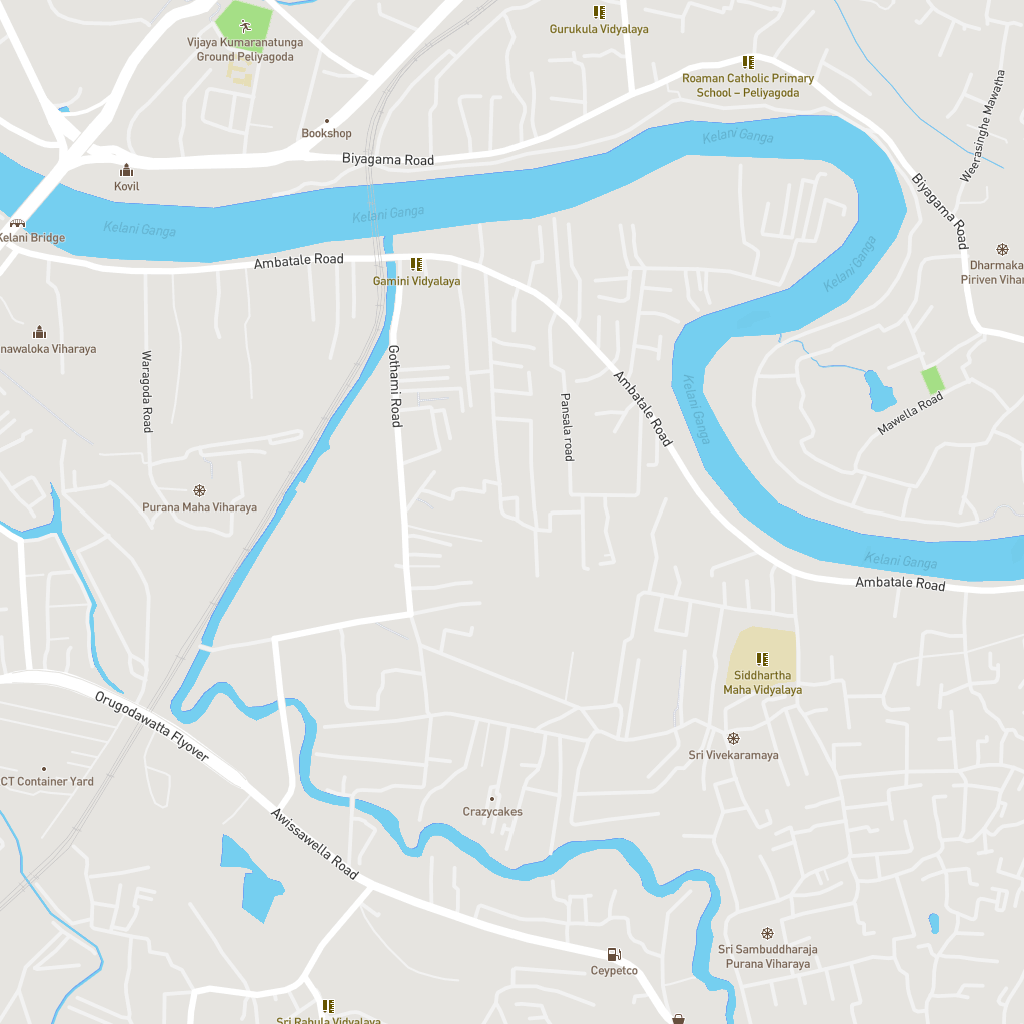 Gurukula Vidyalaya
Vijaya Kumaranatunga
Ground Peliyagoda
Roaman Catholic Primary
School – Peliyagoda
Weerasinghe Mawatha
Bookshop
Kelani Ganga
Biyagama Road
Kovil
Biyagama Road
Kelani Ganga
Kelani Ganga
Kelani Bridge
Kelani Ganga
Ambatale Road
Dharmaka
Piriven Vihar
Gamini Vidyalaya
nawaloka Viharaya
Waragoda Road
Gothami Road
Ambatale Road
Kelani Ganga
Pansala road
Mawella Road
Purana Maha Viharaya
Kelani Ganga
Ambatale Road
Siddhartha
Maha Vidyalaya
Orugodawatta Flyover
Sri Vivekaramaya
CT Container Yard
Crazycakes
Awissawella Road
Sri Sambuddharaja
Purana Viharaya
Ceypetco
Sri Rahula Vidyalaya